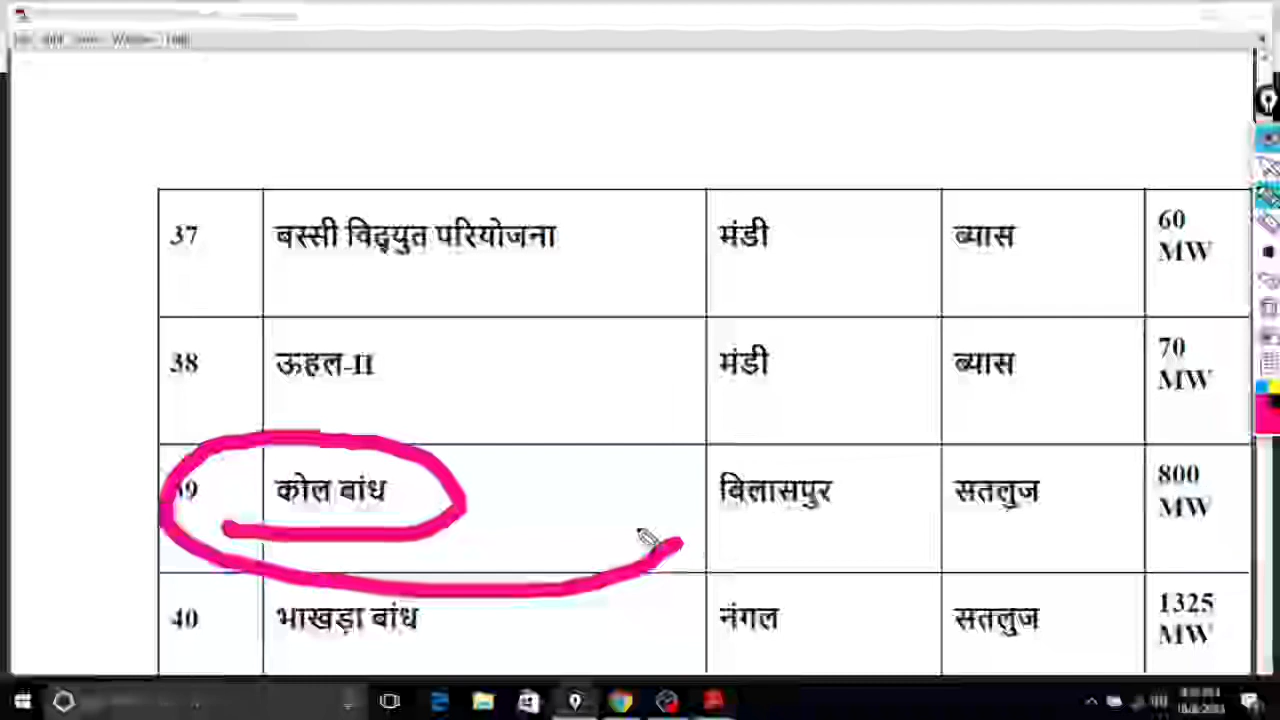 37 बस्सी विद्युत परियोजना मंडी ब्यास 60 MW
38 ऊहल-II मंडी ब्यास 70 MW
39 कोल बांध बिलासपुर सतलुज 800 MW
40 भाखड़ा बांध नंगल सतलुज 1325 MW